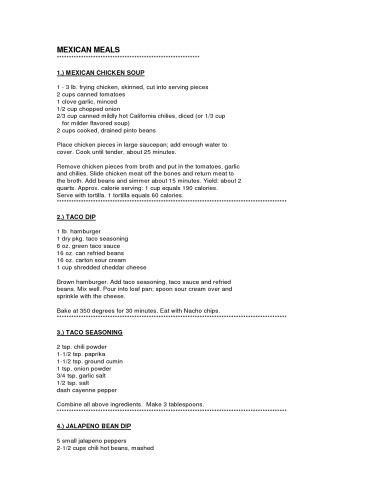 MEXICAN MEALS
************************************************************
1.) MEXICAN CHICKEN SOUP
1 - 3 lb. frying chicken, skinned, cut into serving pieces
2 cups canned tomatoes
1 clove garlic, minced
1/2 cup chopped onion
2/3 cup canned mildly hot California chilies, diced (or 1/3 cup
for milder flavored soup)
2 cups cooked, drained pinto beans
Place chicken pieces in large saucepan; add enough water to
cover. Cook until tender, about 25 minutes.
Remove chicken pieces from broth and put in the tomatoes, garlic
and chilies. Slide chicken meat off the bones and return meat to
the broth. Add beans and simmer about 15 minutes. Yield: about 2
quarts. Approx. calorie serving: 1 cup equals 190 calories.
Serve with tortilla. 1 tortilla equals 60 calories.
************************************************************************************************
2.) TACO DIP
1 lb. hamburger
1 dry pkg. taco seasoning
6 oz. green taco sauce
16 oz. can refried beans
16 oz. carton sour cream
1 cup shredded cheddar cheese
Brown hamburger. Add taco seasoning, taco sauce and refried
beans. Mix well. Pour into loaf pan; spoon sour cream over and
sprinkle with the cheese.
Bake at 350 degrees for 30 minutes. Eat with Nacho chips.
************************************************************************************************
3.) TACO SEASONING
2 tsp. chili powder
1-1/2 tsp. paprika
1-1/2 tsp. ground cumin
1 tsp. onion powder
3/4 tsp. garlic salt
1/2 tsp. salt
dash cayenne pepper
Combine all above ingredients. Make 3 tablespoons.
************************************************************************************************
4.) JALAPENO BEAN DIP
5 small jalapeno peppers
2-1/2 cups chili hot beans, mashed